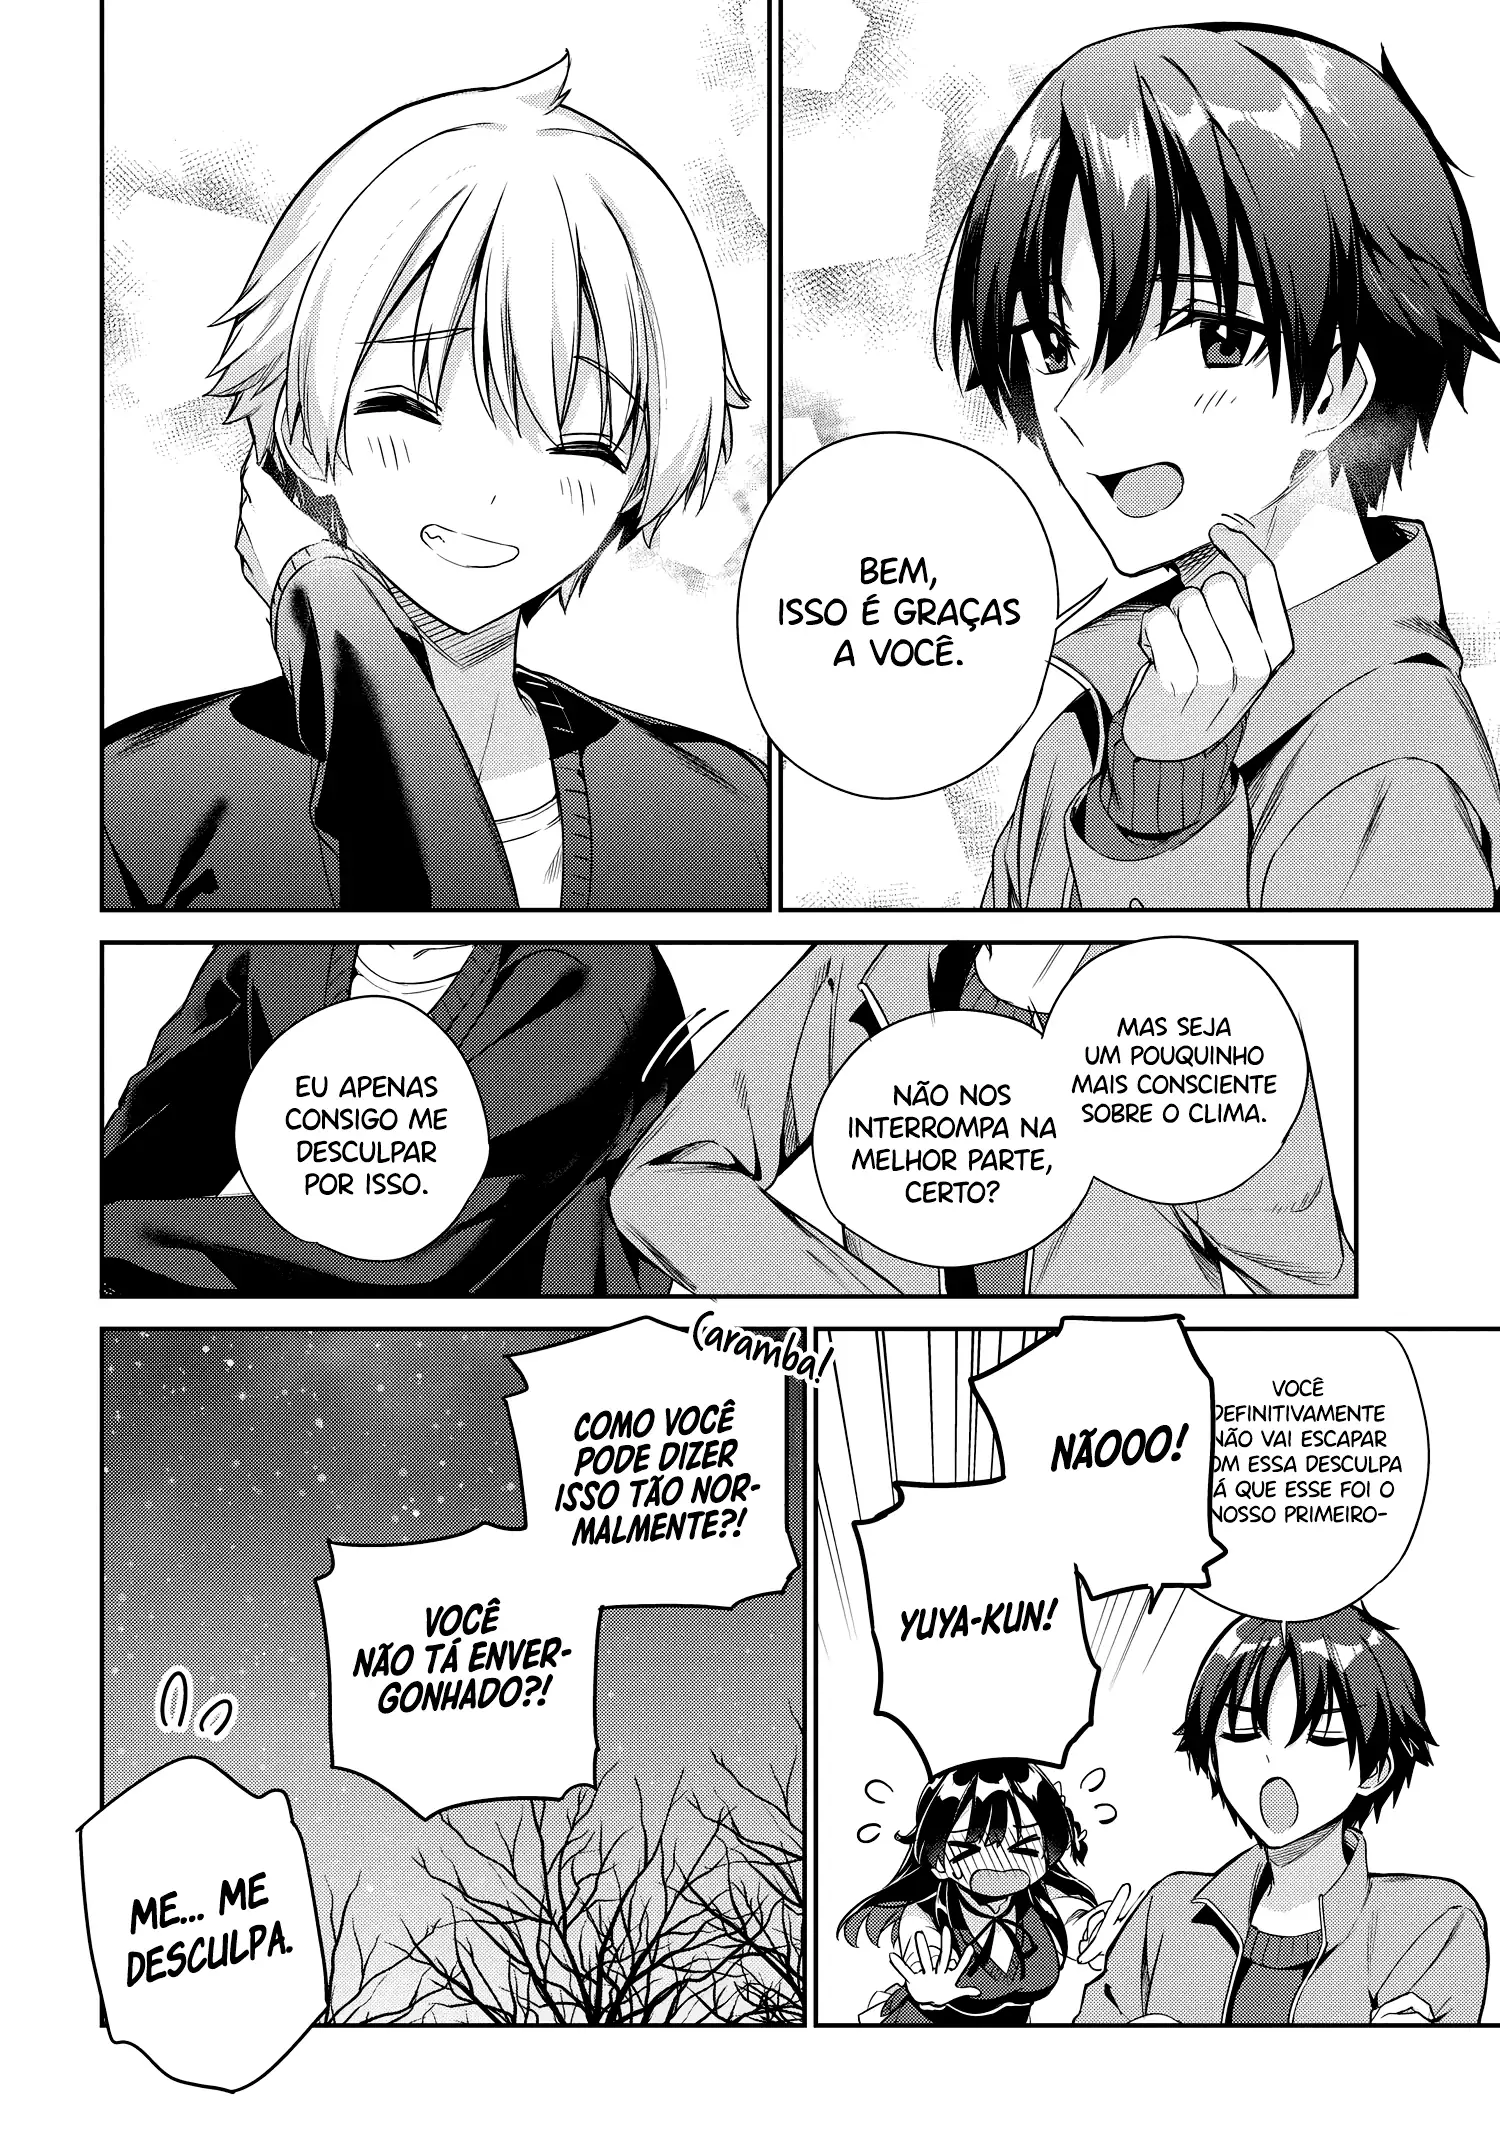 BEM,
ISSO É GRAÇAS
A VOCÊ.
MAS SEJA
UM POUQUINHO
MAIS CONSCIENTE
SOBRE O CLIMA.
NÃO NOS
INTERROMPA NA
MELHOR PARTE,
CERTO?
EU APENAS
CONSIGO ME
DESCULPAR
POR ISSO.
VOCÊ
DEFINITIVAMENTE
NÃO VAI ESCAPAR
COM ESSA DESCULPA
JÁ QUE ESSE FOI O
NOSSO PRIMEIRO-
NÃOOO!
YUYA-KUN!
Caramba!
COMO VOCÊ
PODE DIZER
ISSO TÃO NOR-
MALMENTE?!
VOCÊ
NÃO TÁ ENVER-
GONHADO?!
ME... ME
DESCULPA.